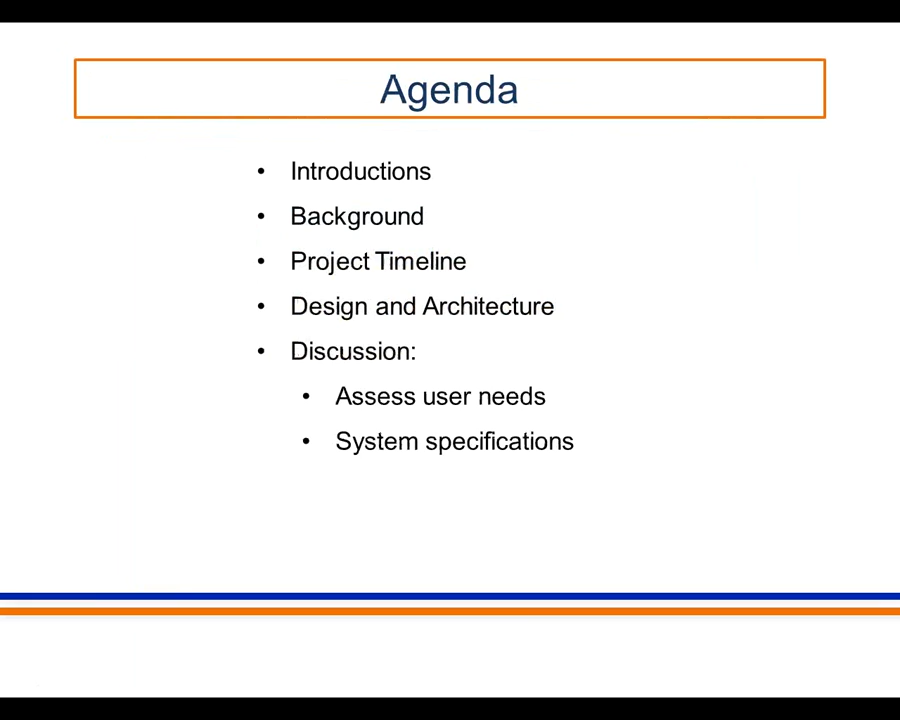 Agenda
• Introductions
• Background
• Project Timeline
• Design and Architecture
• Discussion:
• Assess user needs
• System specifications